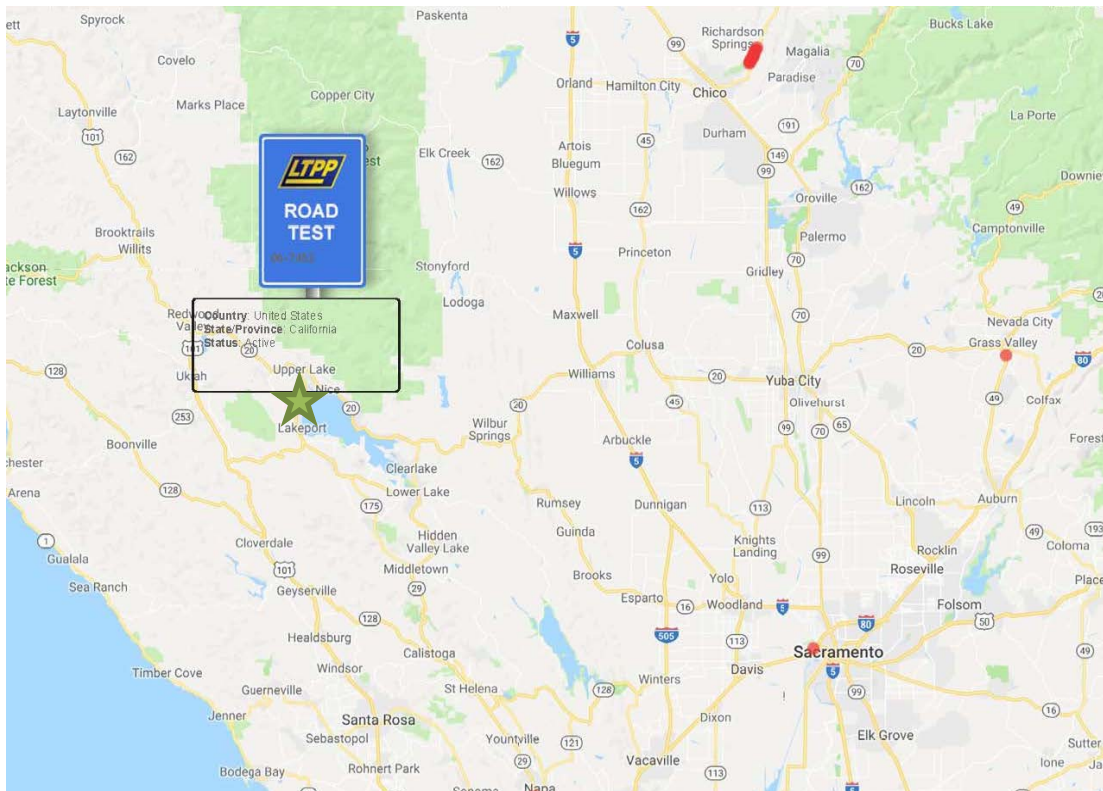 Spyrock
Paskenta
Bucks Lake
Richardson
Springs
Magalia
Covelo
Paradise
Orland
Hamilton City
Chico
Marks Place
Copper City
Laytonville
La Porte
Durham
Artois
Bluegum
Elk Creek
Willows
Oroville
LTPP
ROAD
TEST
Brooktrails
Willits
Camptonville
Palermo
Princeton
Gridley
Stonyford
Lodoga
Maxwell
Country: United States
State/Province: California
Status: Active
Nevada City
Grass Valley
Colusa
Williams
Yuba City
Upper Lake
Ukiah
Nice
Olivehurst
Colfax
Lakeport
Wilbur
Springs
Arbuckle
Boonville
Clearlake
Lower Lake
Rumsey
Dunnigan
Lincoln
Auburn
Guinda
Hidden
Valley Lake
Knights
Landing
Cloverdale
Rocklin
Coloma
Gualala
Middletown
Roseville
Sea Ranch
Geyserville
Brooks
Yolo
Esparto
Woodland
Folsom
Healdsburg
Calistoga
Sacramento
Timber Cove
Windsor
Davis
Winters
Guerneville
St Helena
Jenner
Santa Rosa
Dixon
Elk Grove
Sebastopol
Yountville
Vacaville
Ione
Bodega Bay
Rohnert Park
Napa